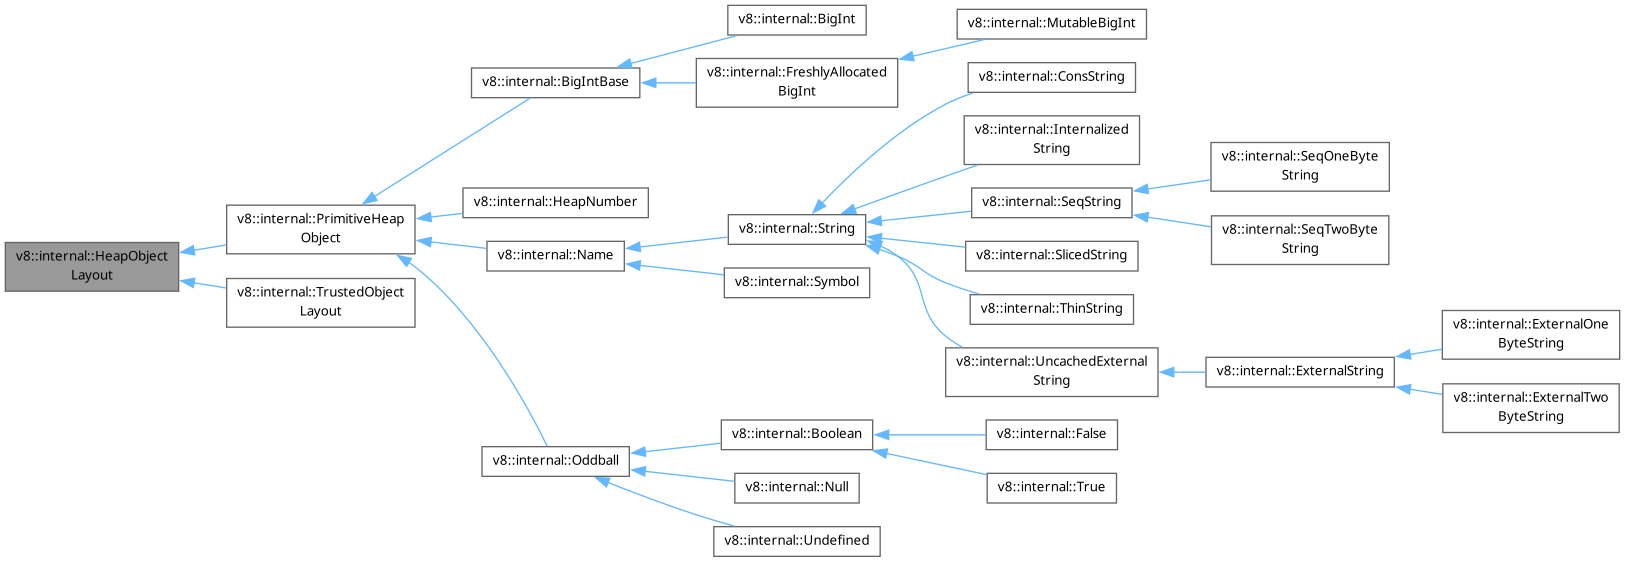 v8::internal::HeapObject
Layout
v8::internal::PrimitiveHeap
Object
v8::internal::TrustedObject
Layout
v8::internal::BigIntBase
v8::internal::HeapNumber
v8::internal::Name
v8::internal::Oddball
v8::internal::BigInt
v8::internal::FreshlyAllocated
BigInt
v8::internal::String
v8::internal::Symbol
v8::internal::Boolean
v8::internal::Null
v8::internal::Undefined
v8::internal::MutableBigInt
v8::internal::ConsString
v8::internal::Internalized
String
v8::internal::SeqString
v8::internal::SlicedString
v8::internal::ThinString
v8::internal::UncachedExternal
String
v8::internal::False
v8::internal::True
v8::internal::SeqOneByte
String
v8::internal::SeqTwoByte
String
v8::internal::ExternalString
v8::internal::ExternalOne
ByteString
v8::internal::ExternalTwo
ByteString